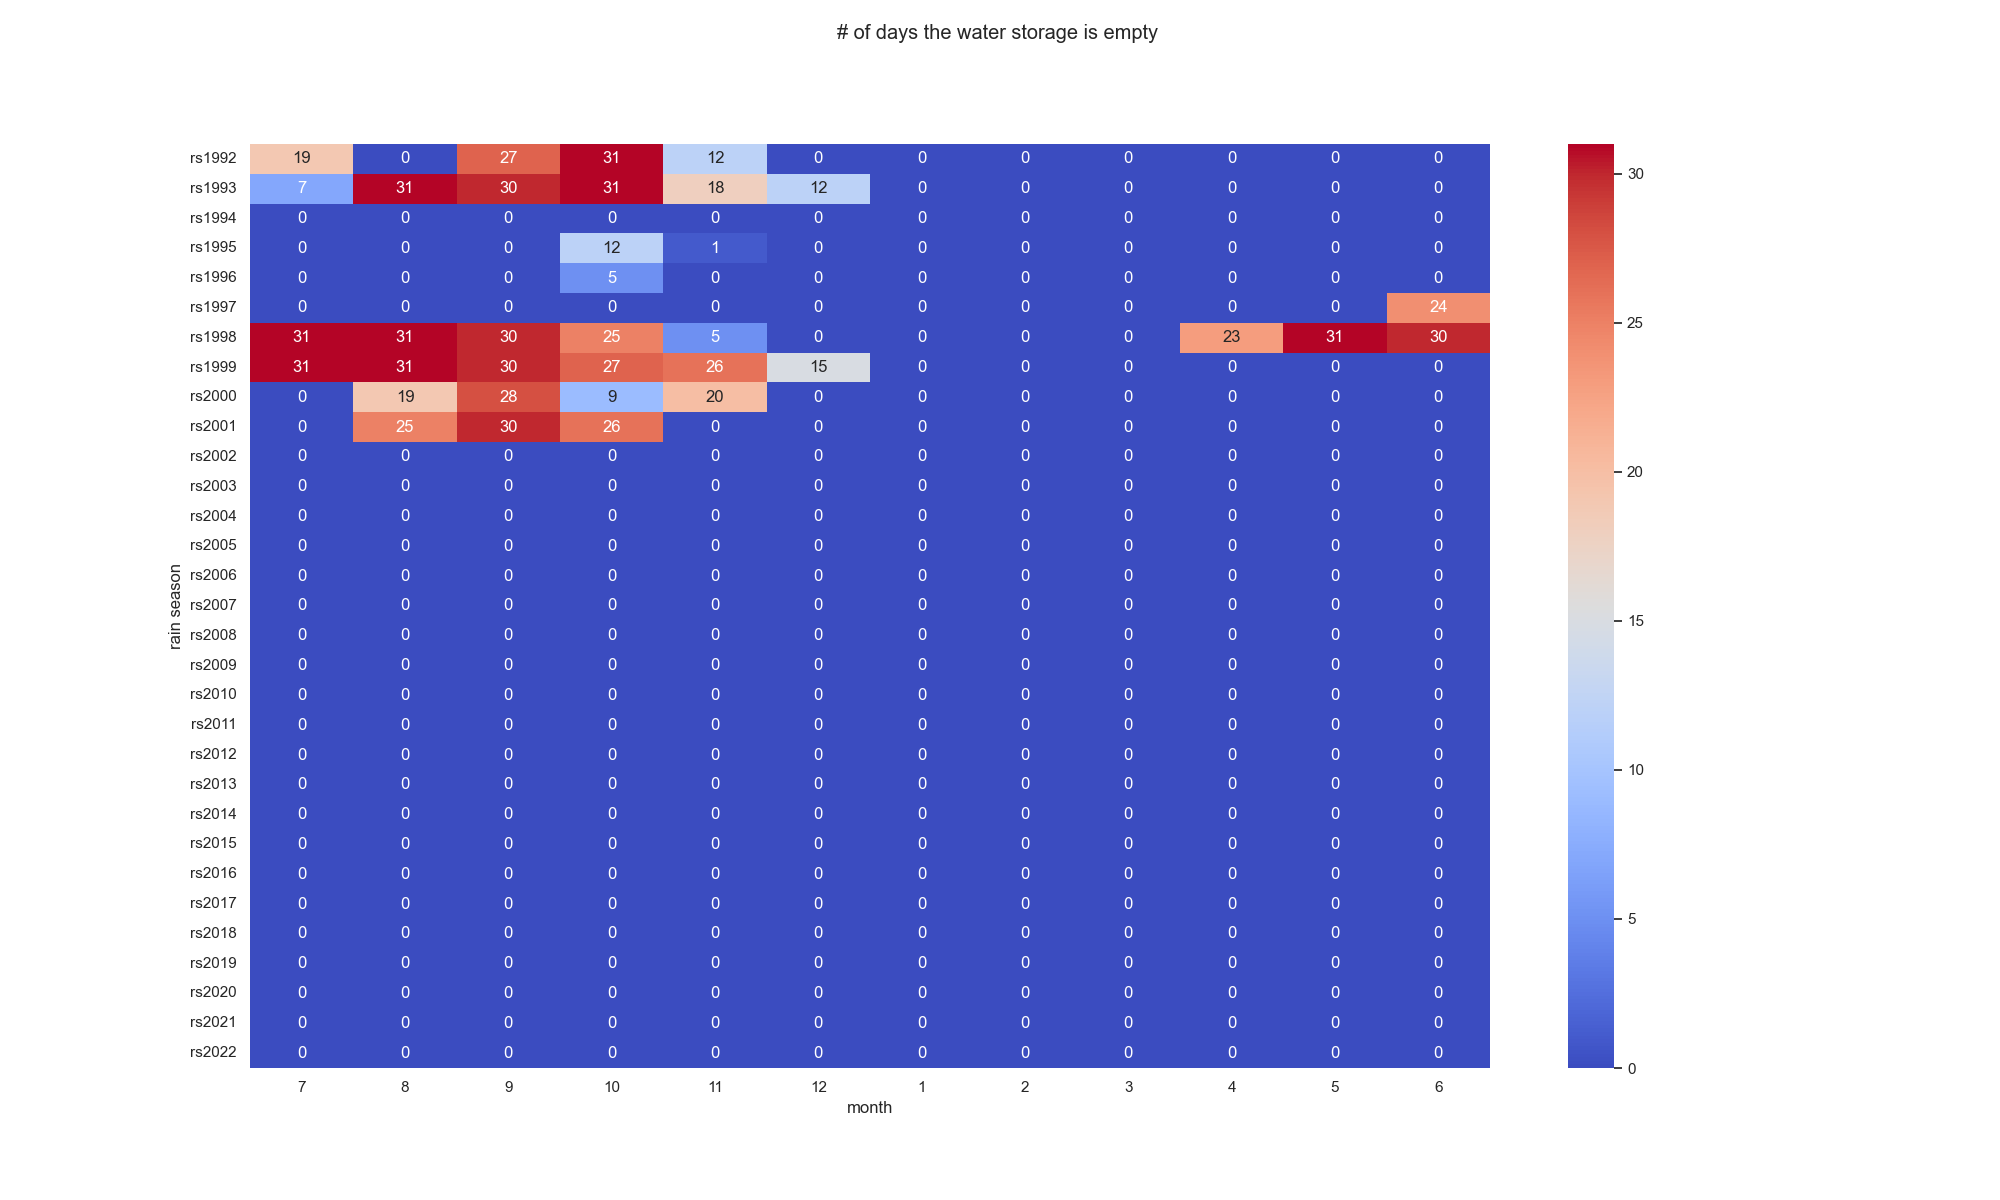 # of days the water storage is empty
rs1992 19 0 27 31 12 0 0 0 0 0 0 0
rs1993 7 31 30 31 18 12 0 0 0 0 0 0
rs1994 0 0 0 0 0 0 0 0 0 0 0 0
rs1995 0 0 0 12 1 0 0 0 0 0 0 0
rs1996 0 0 0 5 0 0 0 0 0 0 0 0
rs1997 0 0 0 0 0 0 0 0 0 0 0 24
rs1998 31 31 30 25 5 0 0 0 0 23 31 30
rs1999 31 31 30 27 26 15 0 0 0 0 0 0
rs2000 0 19 28 9 20 0 0 0 0 0 0 0
rs2001 0 25 30 26 0 0 0 0 0 0 0 0
rs2002 0 0 0 0 0 0 0 0 0 0 0 0
rs2003 0 0 0 0 0 0 0 0 0 0 0 0
rs2004 0 0 0 0 0 0 0 0 0 0 0 0
rs2005 0 0 0 0 0 0 0 0 0 0 0 0
rs2006 0 0 0 0 0 0 0 0 0 0 0 0
rs2007 0 0 0 0 0 0 0 0 0 0 0 0
rs2008 0 0 0 0 0 0 0 0 0 0 0 0
rs2009 0 0 0 0 0 0 0 0 0 0 0 0
rs2010 0 0 0 0 0 0 0 0 0 0 0 0
rs2011 0 0 0 0 0 0 0 0 0 0 0 0
rs2012 0 0 0 0 0 0 0 0 0 0 0 0
rs2013 0 0 0 0 0 0 0 0 0 0 0 0
rs2014 0 0 0 0 0 0 0 0 0 0 0 0
rs2015 0 0 0 0 0 0 0 0 0 0 0 0
rs2016 0 0 0 0 0 0 0 0 0 0 0 0
rs2017 0 0 0 0 0 0 0 0 0 0 0 0
rs2018 0 0 0 0 0 0 0 0 0 0 0 0
rs2019 0 0 0 0 0 0 0 0 0 0 0 0
rs2020 0 0 0 0 0 0 0 0 0 0 0 0
rs2021 0 0 0 0 0 0 0 0 0 0 0 0
rs2022 0 0 0 0 0 0 0 0 0 0 0 0
7 8 9 10 11 12 1 2 3 4 5 6
month
rain season
30
25
20
15
10
5
0